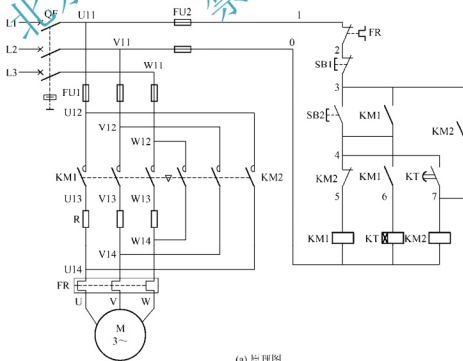 L1 QF U11 FU2 1
L2 V11 0 FR
L3 W11 2
SB1
FU1 3
U12
V12 SB2 KM1 KM2
W12
4
KM1 KM2 KM2 KM1 KT
U13 V13 W13 5 6 7
R
W14 KM1 KT KM2
V14
U14
FR
U V W
M
3～
(a) 原理图